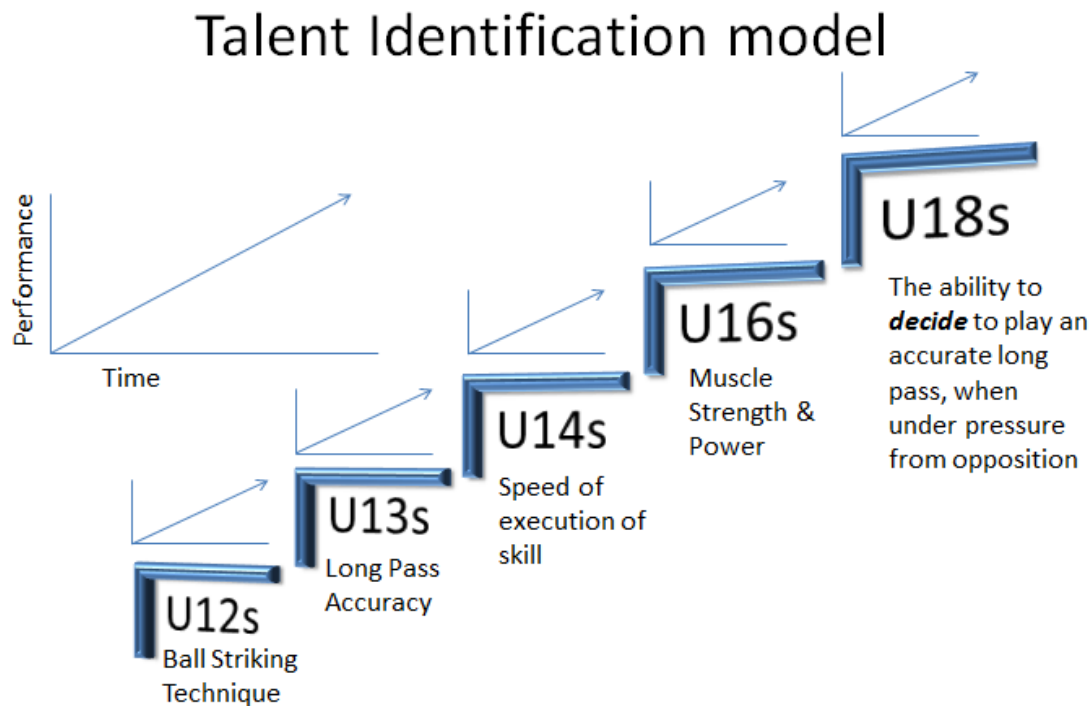 Talent Identification model
Performance
Time
U12s
Ball Striking
Technique
U13s
Long Pass
Accuracy
U14s
Speed of
execution of
skill
U16s
Muscle
Strength &
Power
U18s
The ability to
decide to play an
accurate long
pass, when
under pressure
from opposition